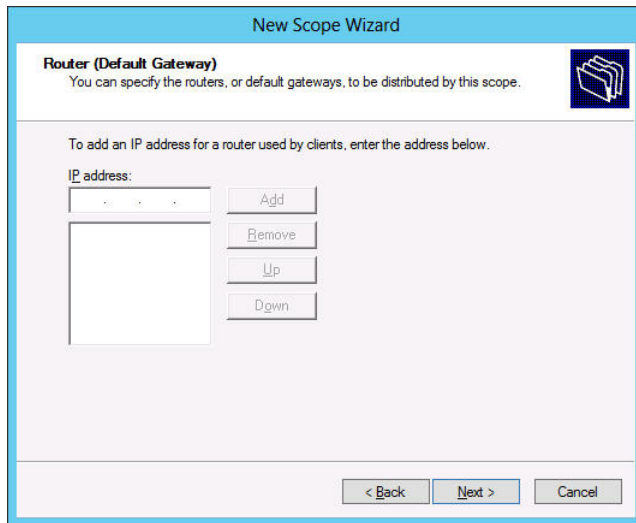 New Scope Wizard
Router (Default Gateway)
You can specify the routers, or default gateways, to be distributed by this scope.
To add an IP address for a router used by clients, enter the address below.
IP address:
. . .
Add
Remove
Up
Down
< Back
Next >
Cancel